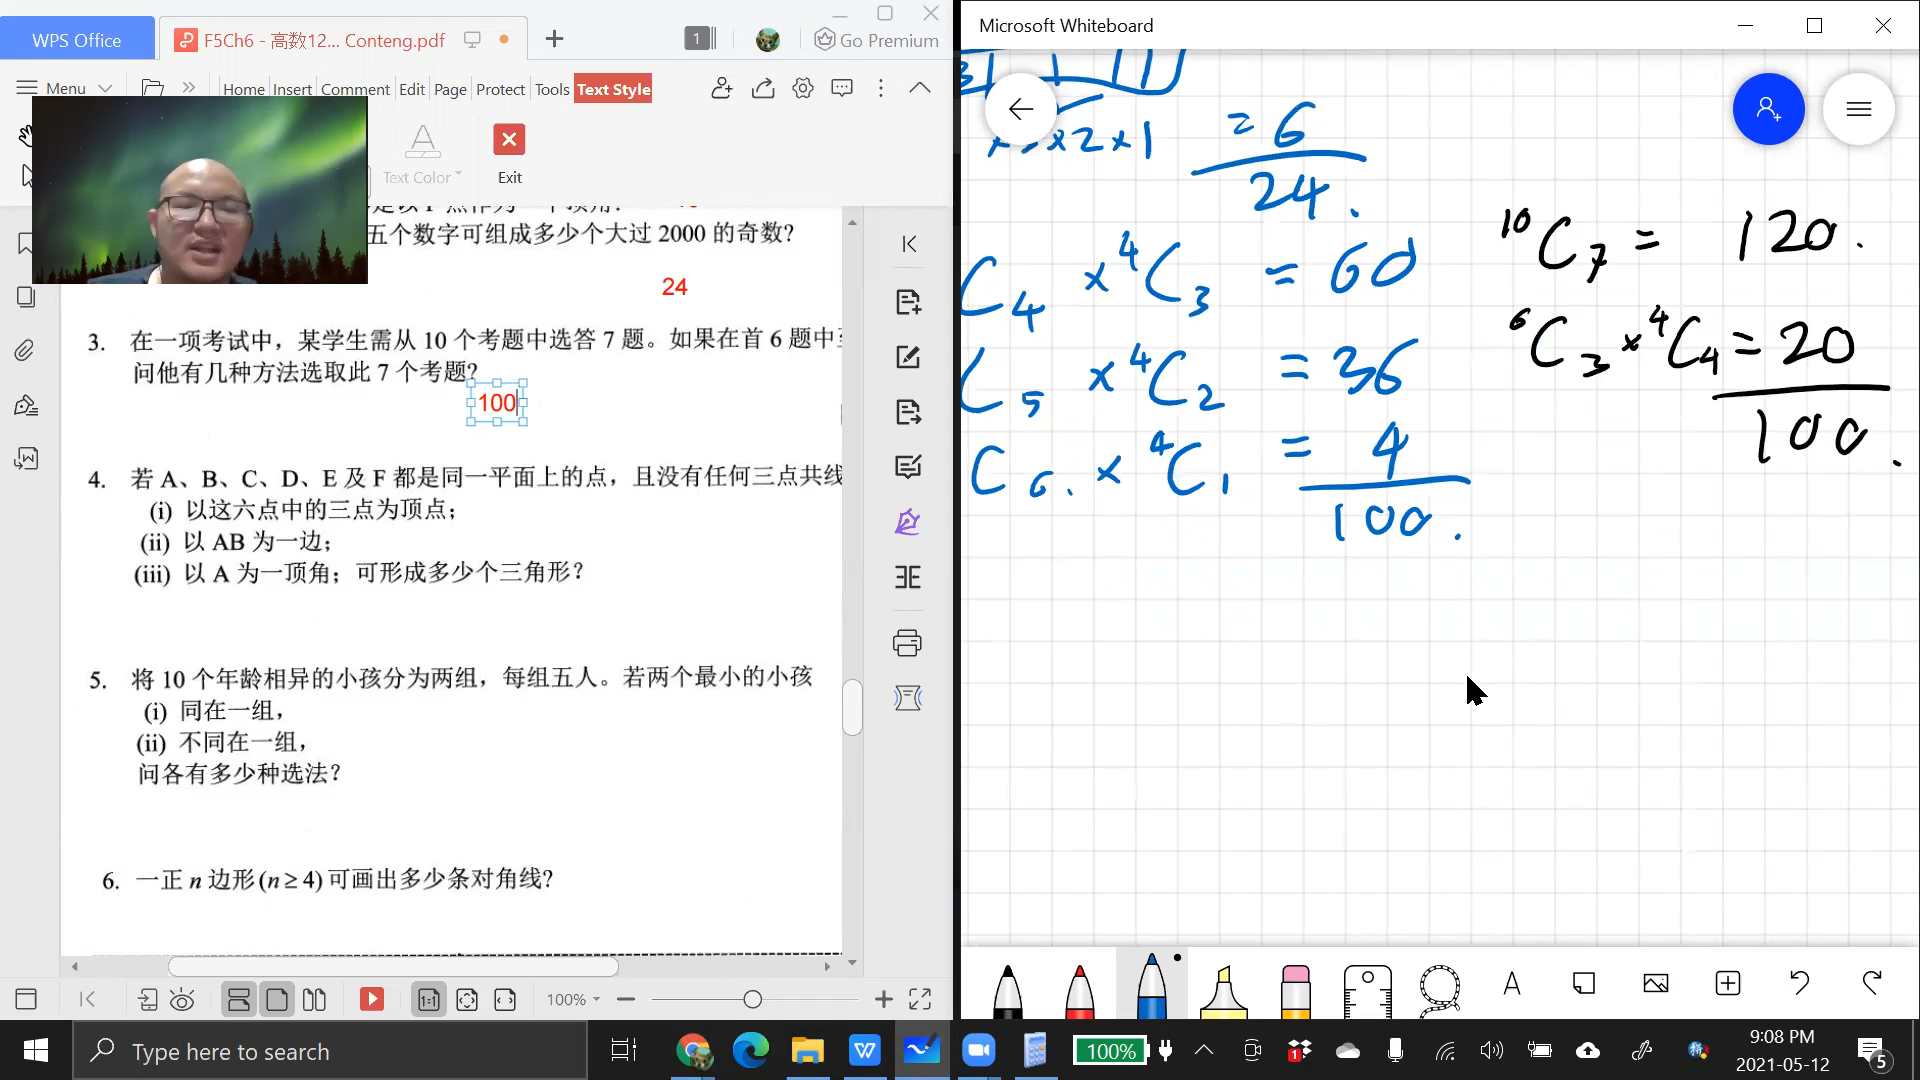 WPS Office
F5Ch6 - 高数12... Conteng.pdf
1
Go Premium
Menu
Home Insert Comment Edit Page Protect Tools Text Style
Text Color
Exit
五个数字可组成多少个大过 2000 的奇数?
24
3. 在一项考试中，某学生需从 10 个考题中选答 7 题。如果在首 6 题中
问他有几种方法选取此 7 个考题?
100
4. 若 A、B、C、D、E 及 F 都是同一平面上的点，且没有任何三点共线
(i) 以这六点中的三点为顶点；
(ii) 以 AB 为一边；
(iii) 以 A 为一顶角；可形成多少个三角形？
5. 将 10 个年龄相异的小孩分为两组，每组五人。若两个最小的小孩
(i) 同在一组，
(ii) 不同在一组，
问各有多少种选法？
6. 一正 n 边形 (n ≥ 4) 可画出多少条对角线?
100%
Microsoft Whiteboard
×2×1 = 6
24.
C₄ × ⁴C₃ = 60
C₅ × ⁴C₂ = 36
C₆. × ⁴C₁ = 4
100.
¹⁰C₇ = 120.
⁶C₃ × ⁴C₄ = 20
100.
Type here to search
100%
1
9:08 PM
2021-05-12
5